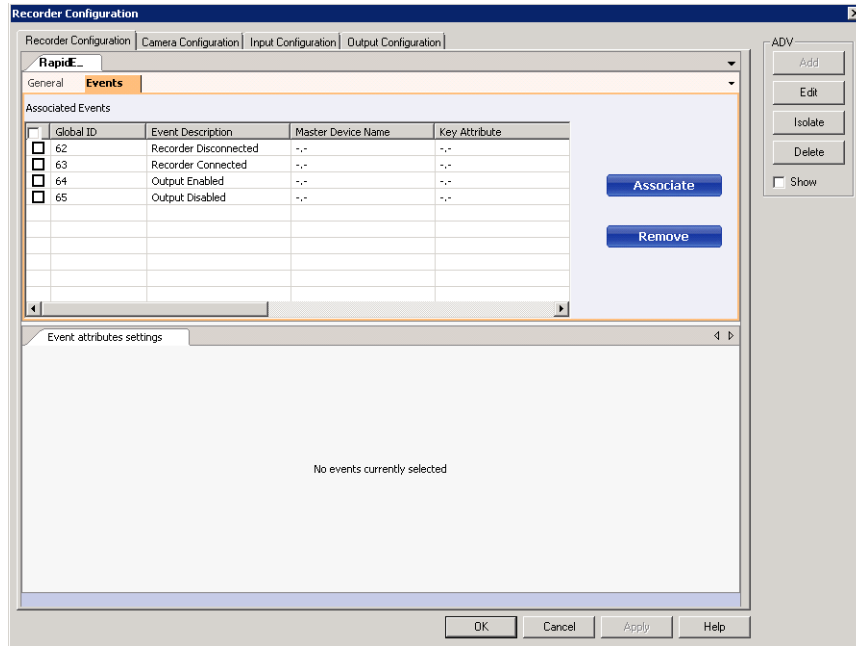 Recorder Configuration
Recorder Configuration Camera Configuration Input Configuration Output Configuration
RapidE_
General Events
Associated Events
Global ID Event Description Master Device Name Key Attribute
62 Recorder Disconnected -,- -,-
63 Recorder Connected -,- -,-
64 Output Enabled -,- -,-
65 Output Disabled -,- -,-
Associate
Remove
Event attributes settings
No events currently selected
OK Cancel Apply Help
ADV
Add
Edit
Isolate
Delete
Show